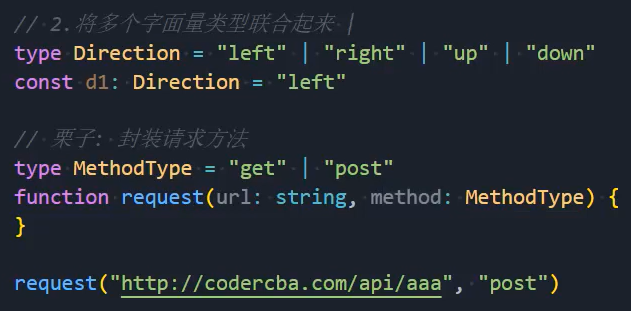 // 2.将多个字面量类型联合起来 |
type Direction = "left" | "right" | "up" | "down"
const d1: Direction = "left"
// 栗子: 封装请求方法
type MethodType = "get" | "post"
function request(url: string, method: MethodType) {
}
request("http://codercba.com/api/aaa", "post")